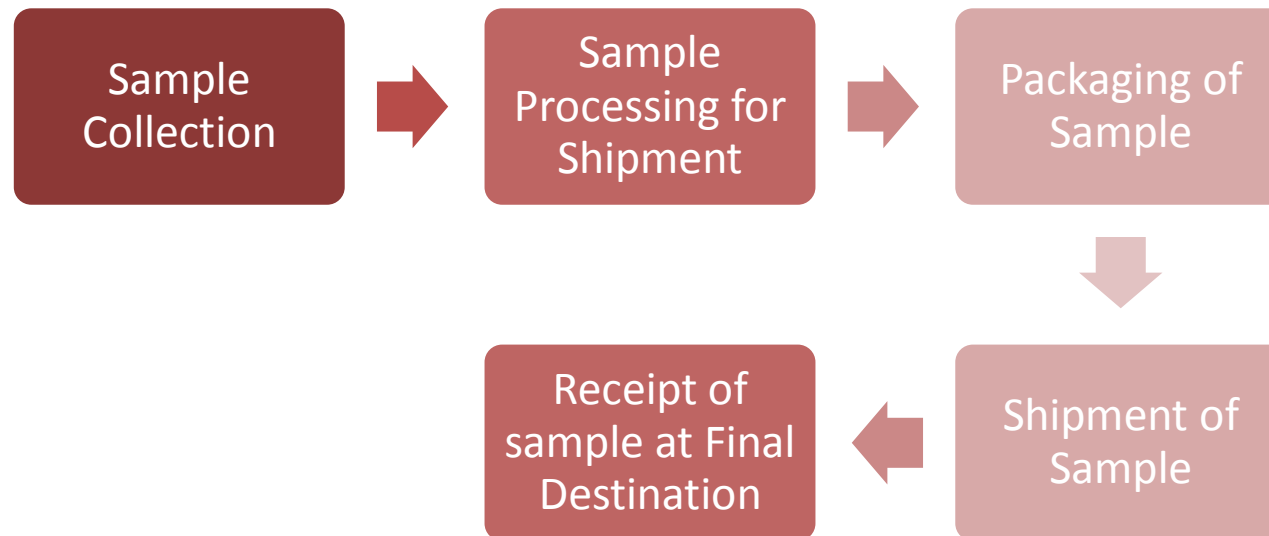 Sample
Collection
Sample
Processing for
Shipment
Packaging of
Sample
Shipment of
Sample
Receipt of
sample at Final
Destination